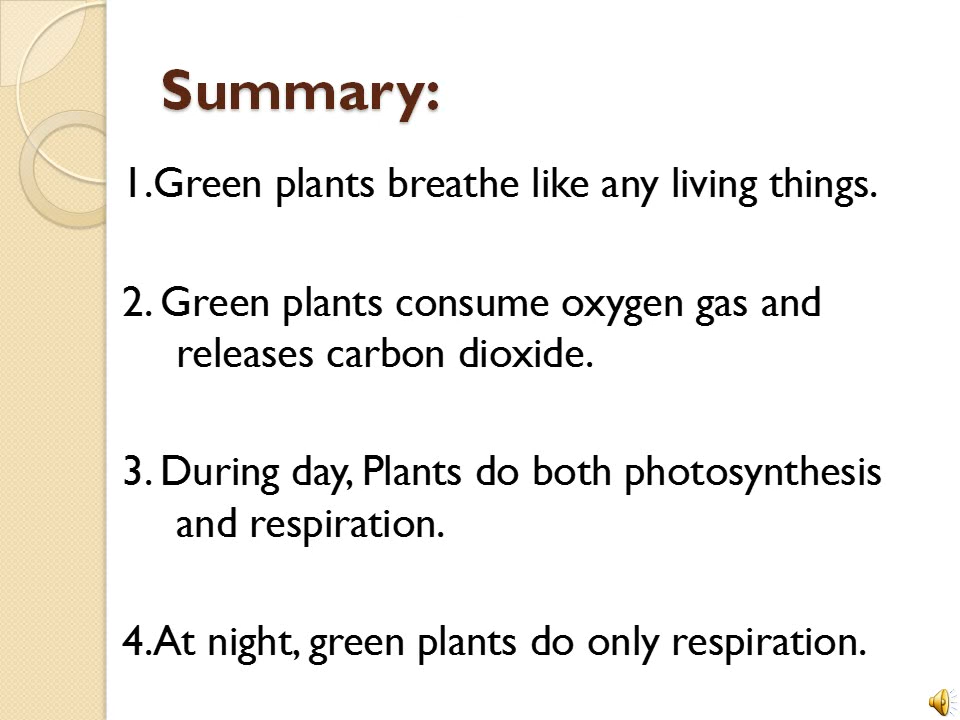 Summary:
1.Green plants breathe like any living things.
2. Green plants consume oxygen gas and
releases carbon dioxide.
3. During day, Plants do both photosynthesis
and respiration.
4.At night, green plants do only respiration.